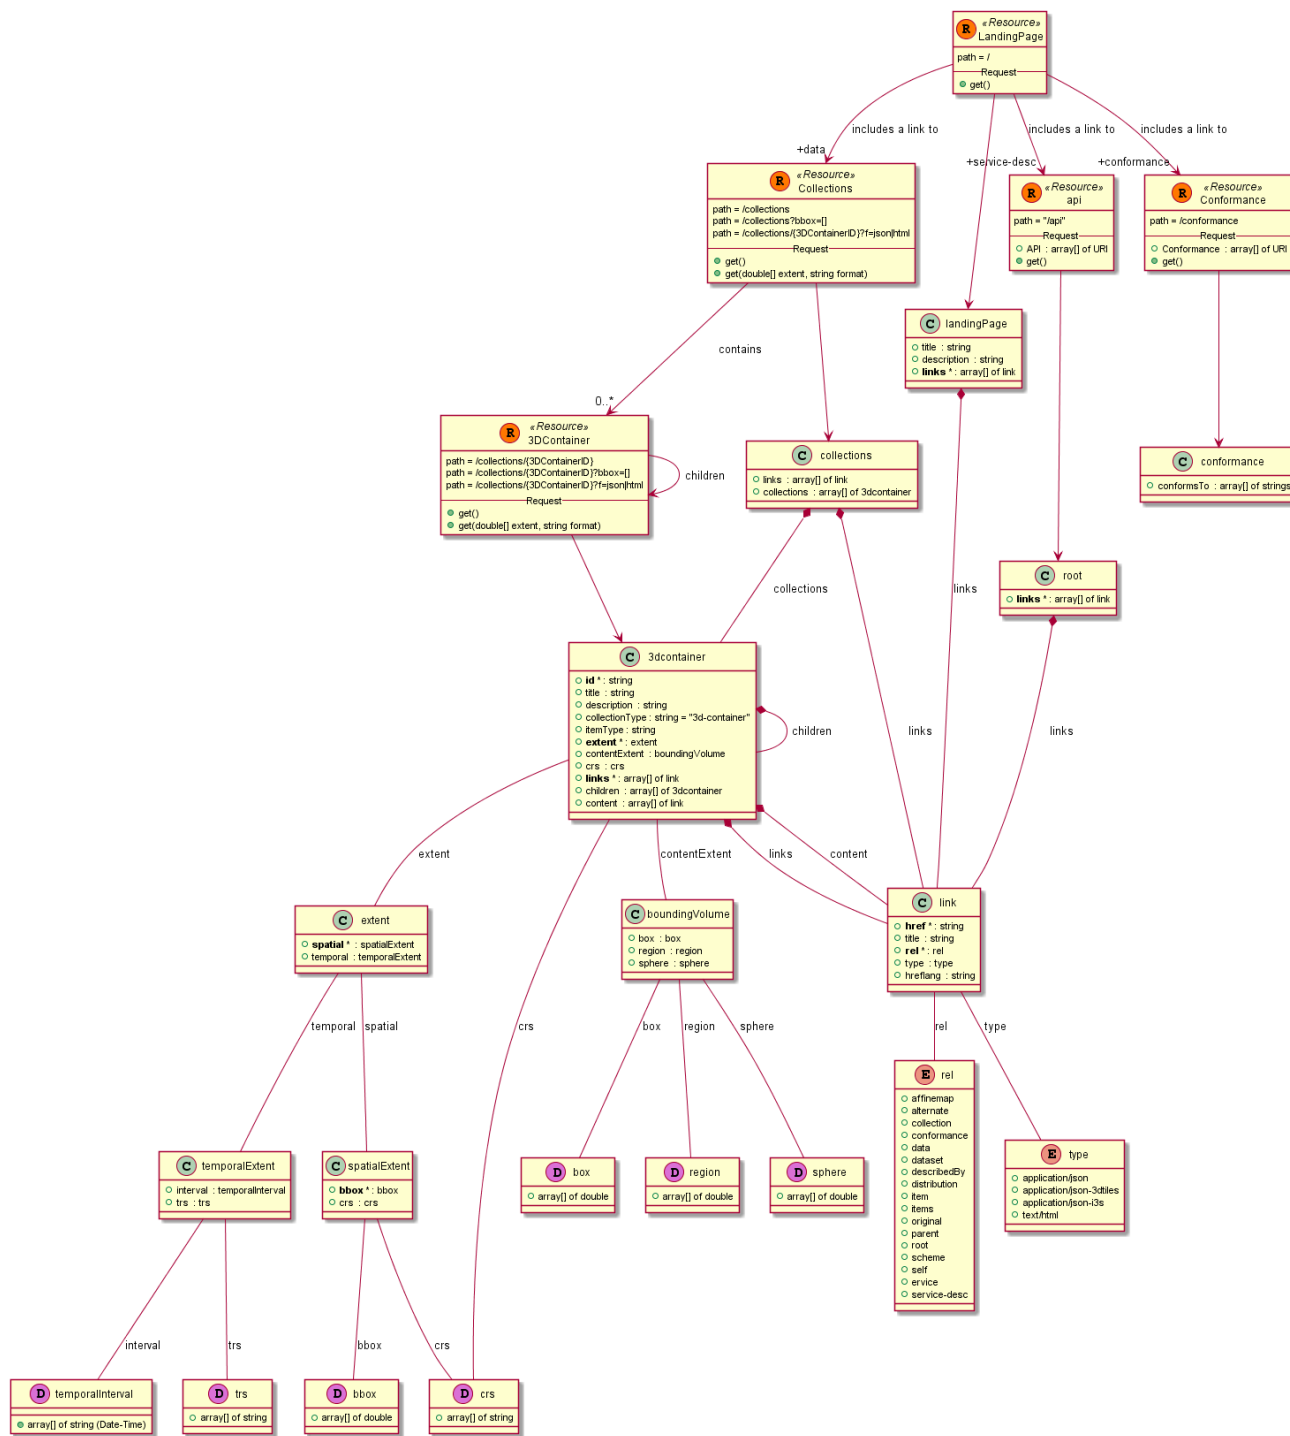 R «Resource»
LandingPage
path = /
Request
get()
includes a link to
includes a link to
includes a link to
+data
+service-desc
+conformance
R «Resource»
Collections
path = /collections
path = /collections?bbox=[]
path = /collections/{3DContainerID}?f=json|html
Request
get()
get(double[] extent, string format)
R «Resource»
api
path = "/api"
Request
API : array[] of URI
get()
R «Resource»
Conformance
path = /conformance
Request
Conformance : array[] of URI
get()
C landingPage
title : string
description : string
links * : array[] of link
contains
0..*
R «Resource»
3DContainer
path = /collections/{3DContainerID}
path = /collections/{3DContainerID}?bbox=[]
path = /collections/{3DContainerID}?f=json|html
Request
get()
get(double[] extent, string format)
children
C collections
links : array[] of link
collections : array[] of 3dcontainer
C conformance
conformsTo : array[] of strings
C root
links * : array[] of link
collections
links
C 3dcontainer
id * : string
title : string
description : string
collectionType : string = "3d-container"
itemType : string
extent * : extent
contentExtent : boundingVolume
crs : crs
links * : array[] of link
children : array[] of 3dcontainer
content : array[] of link
children
links
links
extent
contentExtent
links
content
C extent
spatial * : spatialExtent
temporal : temporalExtent
C boundingVolume
box : box
region : region
sphere : sphere
C link
href * : string
title : string
rel * : rel
type : type
hreflang : string
temporal
spatial
crs
box
region
sphere
rel
type
E rel
affinemap
alternate
collection
conformance
data
dataset
describedBy
distribution
item
items
original
parent
root
scheme
self
ervice
service-desc
E type
application/json
application/json-3dtiles
application/json-i3s
text/html
C temporalExtent
interval : temporalInterval
trs : trs
C spatialExtent
bbox * : bbox
crs : crs
D box
array[] of double
D region
array[] of double
D sphere
array[] of double
interval
trs
bbox
crs
D temporalInterval
array[] of string (Date-Time)
D trs
array[] of string
D bbox
array[] of double
D crs
array[] of string